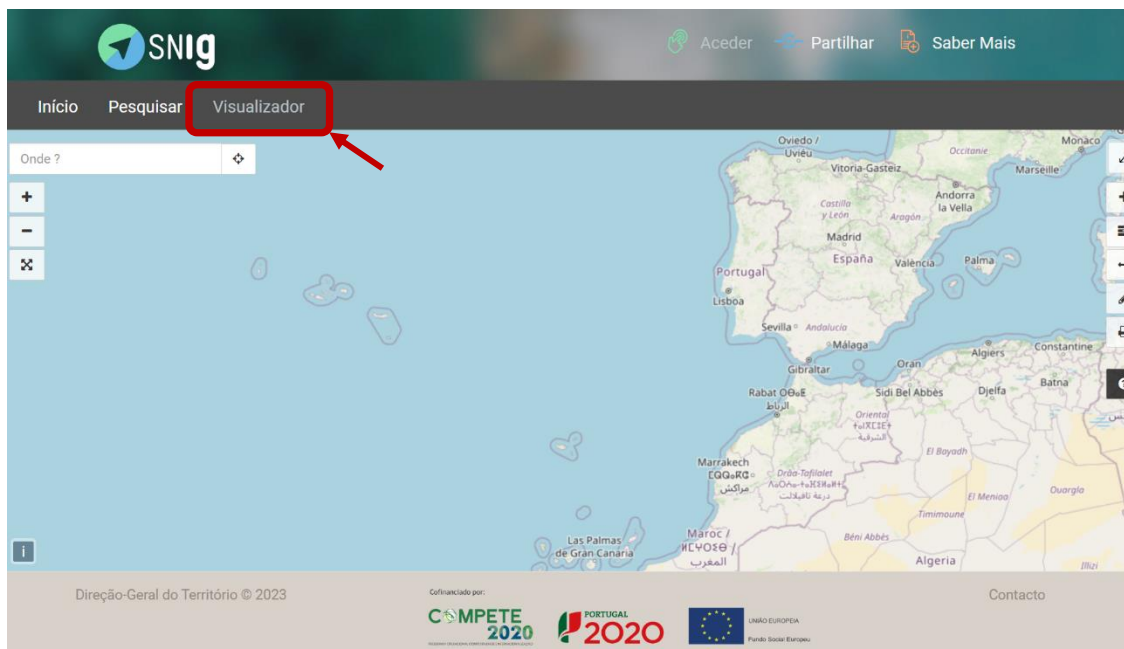 SNIg
Aceder
Partilhar
Saber Mais
Início
Pesquisar
Visualizador
Onde ?
Oviedo /
Uviéu
Vitoria-Gasteiz
Occitanie
Monaco
Marseille
Andorra
la Vella
Castilla
y León
Aragón
Madrid
España
Portugal
València
Palma
Lisboa
Sevilla
Andalucía
Málaga
Gibraltar
Oran
Algiers
Constantine
Rabat
الرباط
Sidi Bel Abbès
Djelfa
Batna
Oriental
الشرقية
El Bayadh
Marrakech
مراكش
Drâa-Tafilalet
درعة تافيلالت
El Meniaa
Ouargla
Timimoune
Las Palmas
de Gran Canaria
Maroc /
المغرب
Béni Abbès
Algeria
Illizi
i
Direção-Geral do Território © 2023
Cofinanciado por:
COMPETE
2020
PORTUGAL
2020
UNIÃO EUROPEIA
Fundo Social Europeu
Contacto